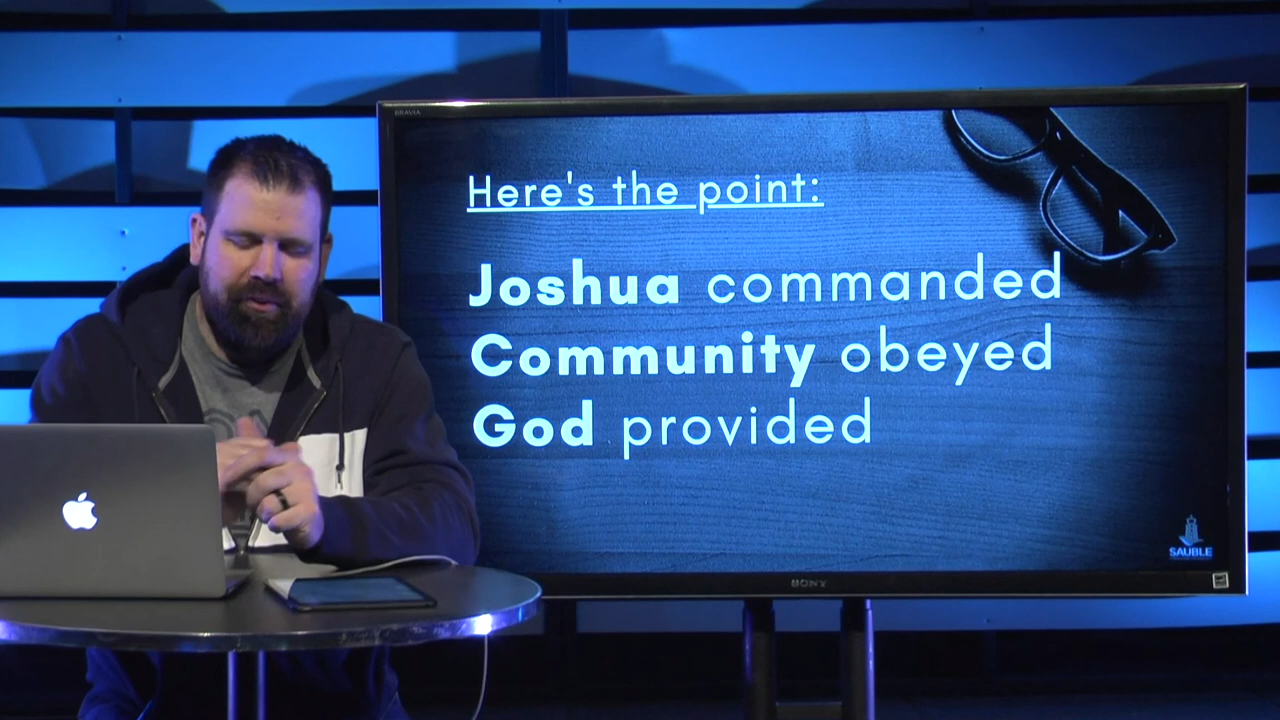 BRAVIA
Here's the point:
Joshua commanded
Community obeyed
God provided
SAUBLE
SONY